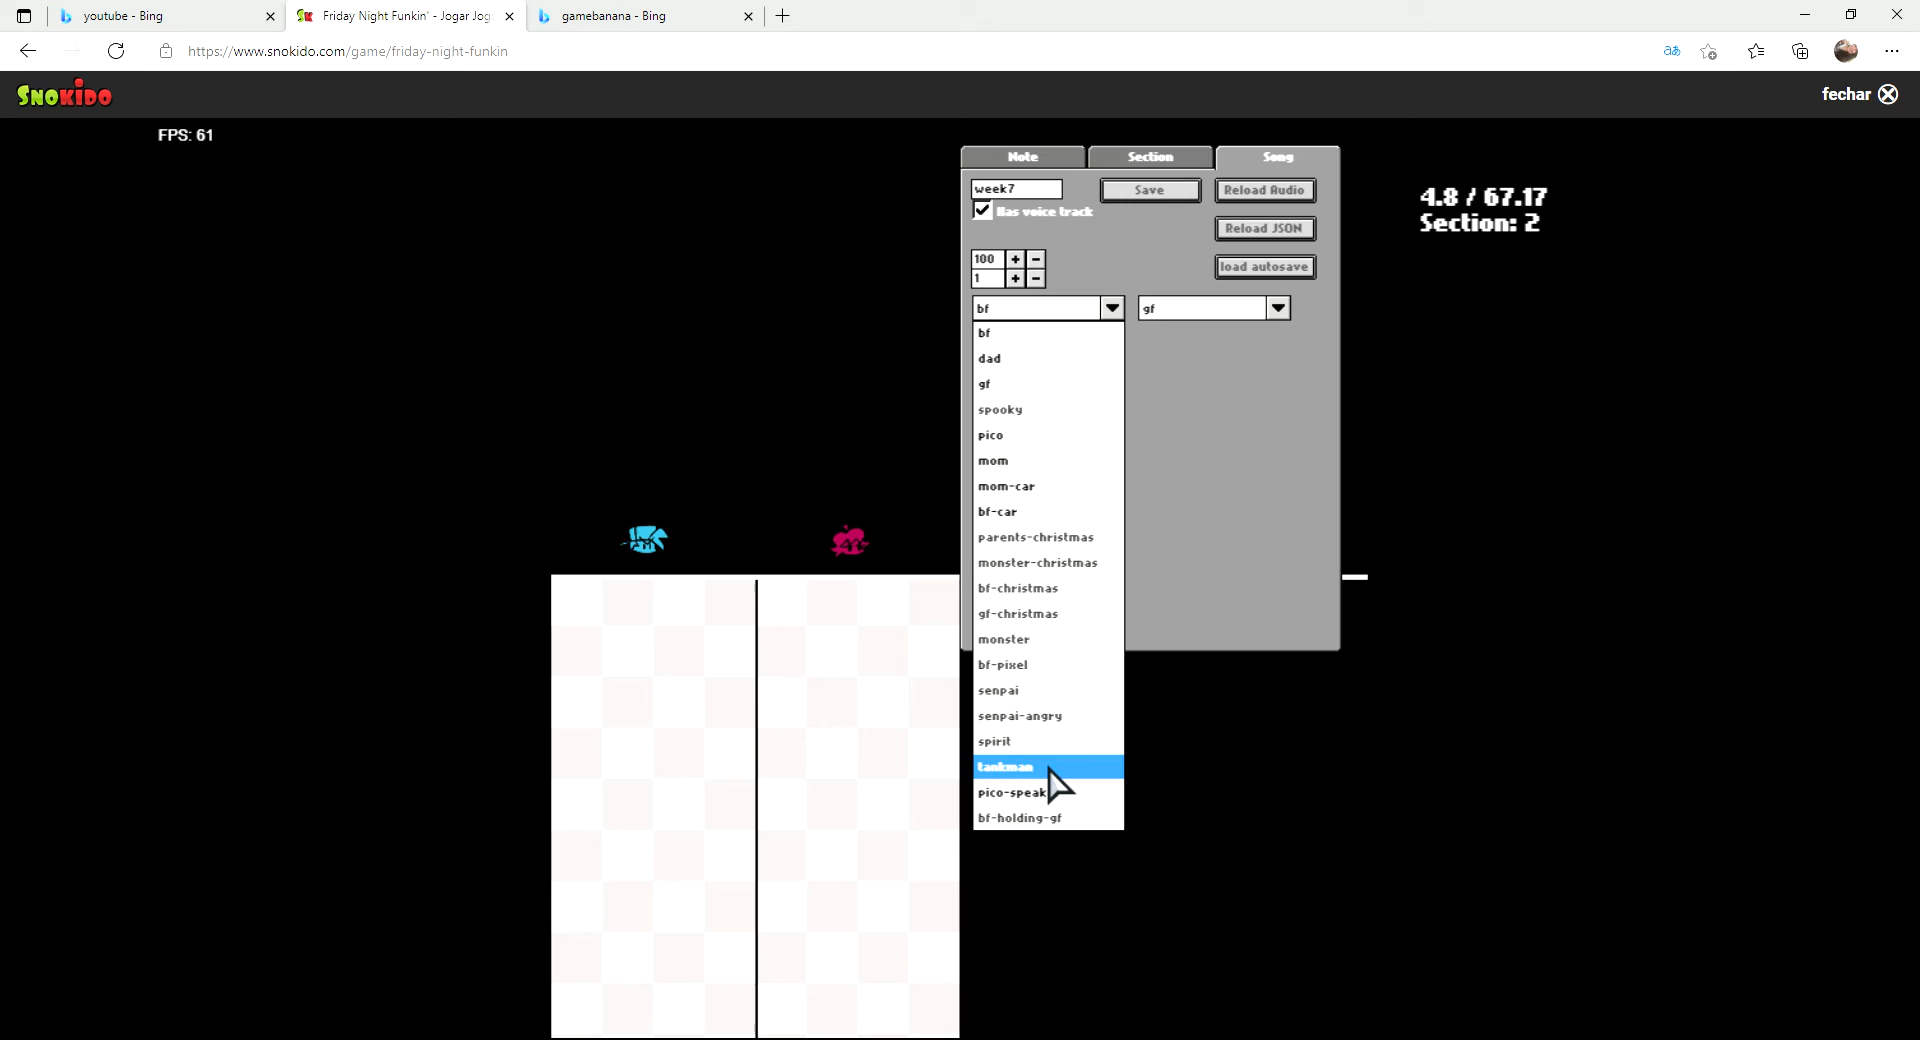 youtube - Bing
Friday Night Funkin' - Jogar Jog
gamebanana - Bing
https://www.snokido.com/game/friday-night-funkin
aあ
SNOKIDO
fechar
FPS: 61
Note
Section
Song
week7
Save
Reload Audio
Has voice track
Reload JSON
100 + -
load autosave
1 + -
bf
gf
4.8 / 67.17
Section: 2
bf
dad
gf
spooky
pico
mom
mom-car
bf-car
parents-christmas
monster-christmas
bf-christmas
gf-christmas
monster
bf-pixel
senpai
senpai-angry
spirit
tankman
pico-speak
bf-holding-gf